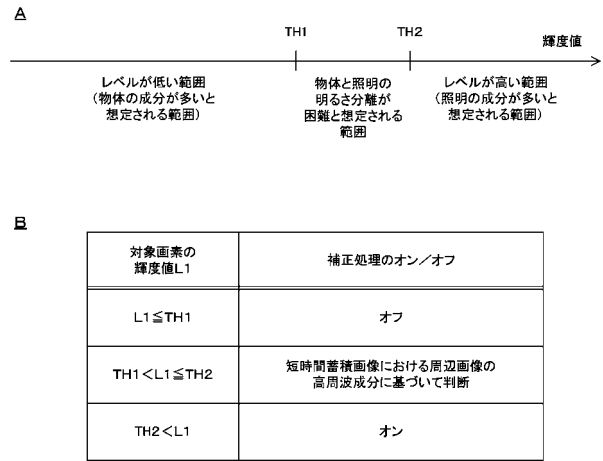 A
TH1
TH2
輝度値
レベルが低い範囲
(物体の成分が多いと
想定される範囲)
物体と照明の
明るさ分離が
困難と想定される
範囲
レベルが高い範囲
(照明の成分が多いと
想定される範囲)
B
対象画素の
輝度値L1
補正処理のオン/オフ
L1≦TH1
オフ
TH1<L1≦TH2
短時間蓄積画像における周辺画像の
高周波成分に基づいて判断
TH2<L1
オン